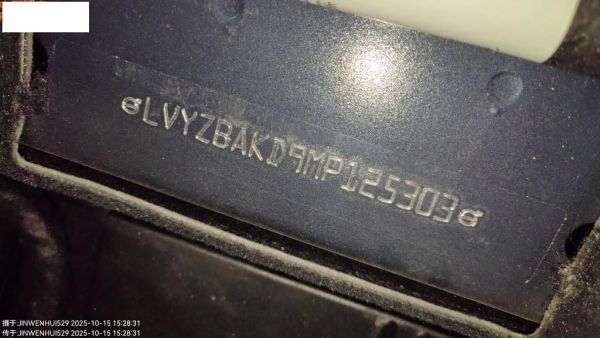 LVYZBAKD9MP125303
摄于:JINWENHUI529 2025-10-15 15:28:31
传于:JINWENHUI529 2025-10-15 15:28:31